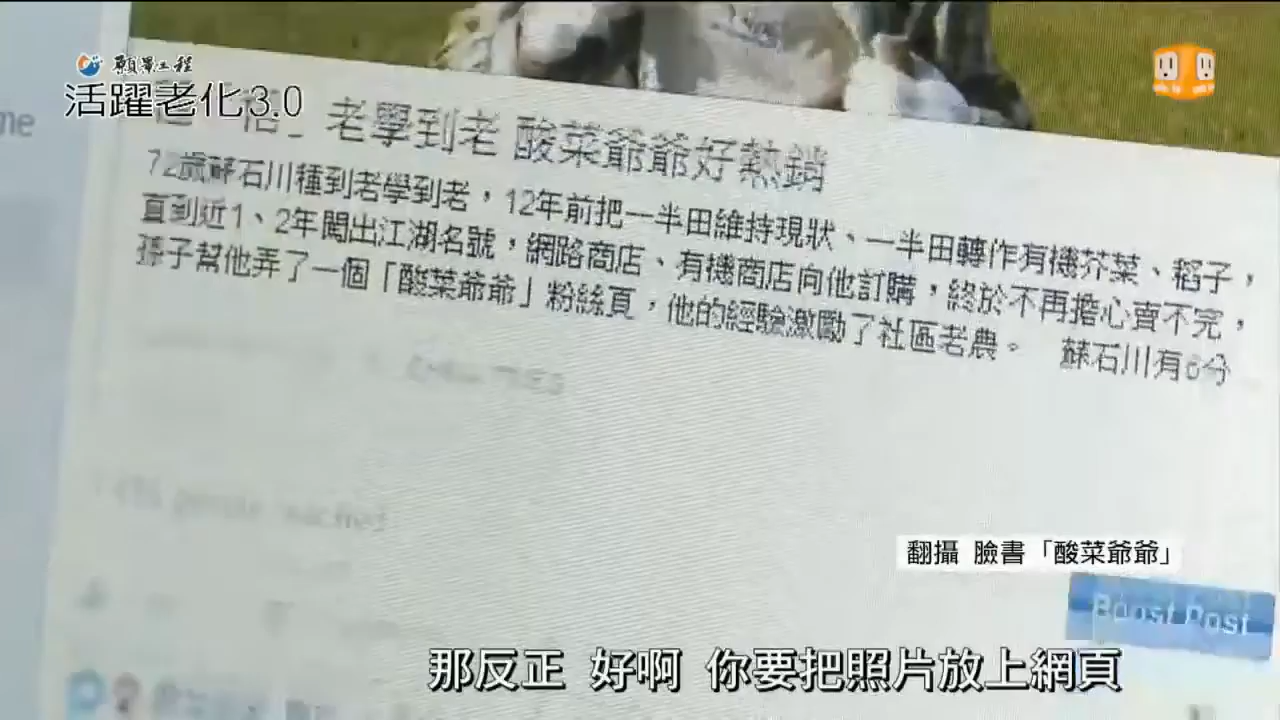 願景工程
活躍老化3.0
me
老學到老 酸菜爺爺好熱銷
72歲蘇石川種到老學到老，12年前把一半田維持現狀、一半田轉作有機芥菜、稻子，
直到近1、2年闖出江湖名號，網路商店、有機商店向他訂購，終於不再擔心賣不完，
孫子幫他弄了一個「酸菜爺爺」粉絲頁，他的經驗激勵了社區老農。 蘇石川有6分
people reached
翻攝 臉書「酸菜爺爺」
Boost Post
那反正 好啊 你要把照片放上網頁